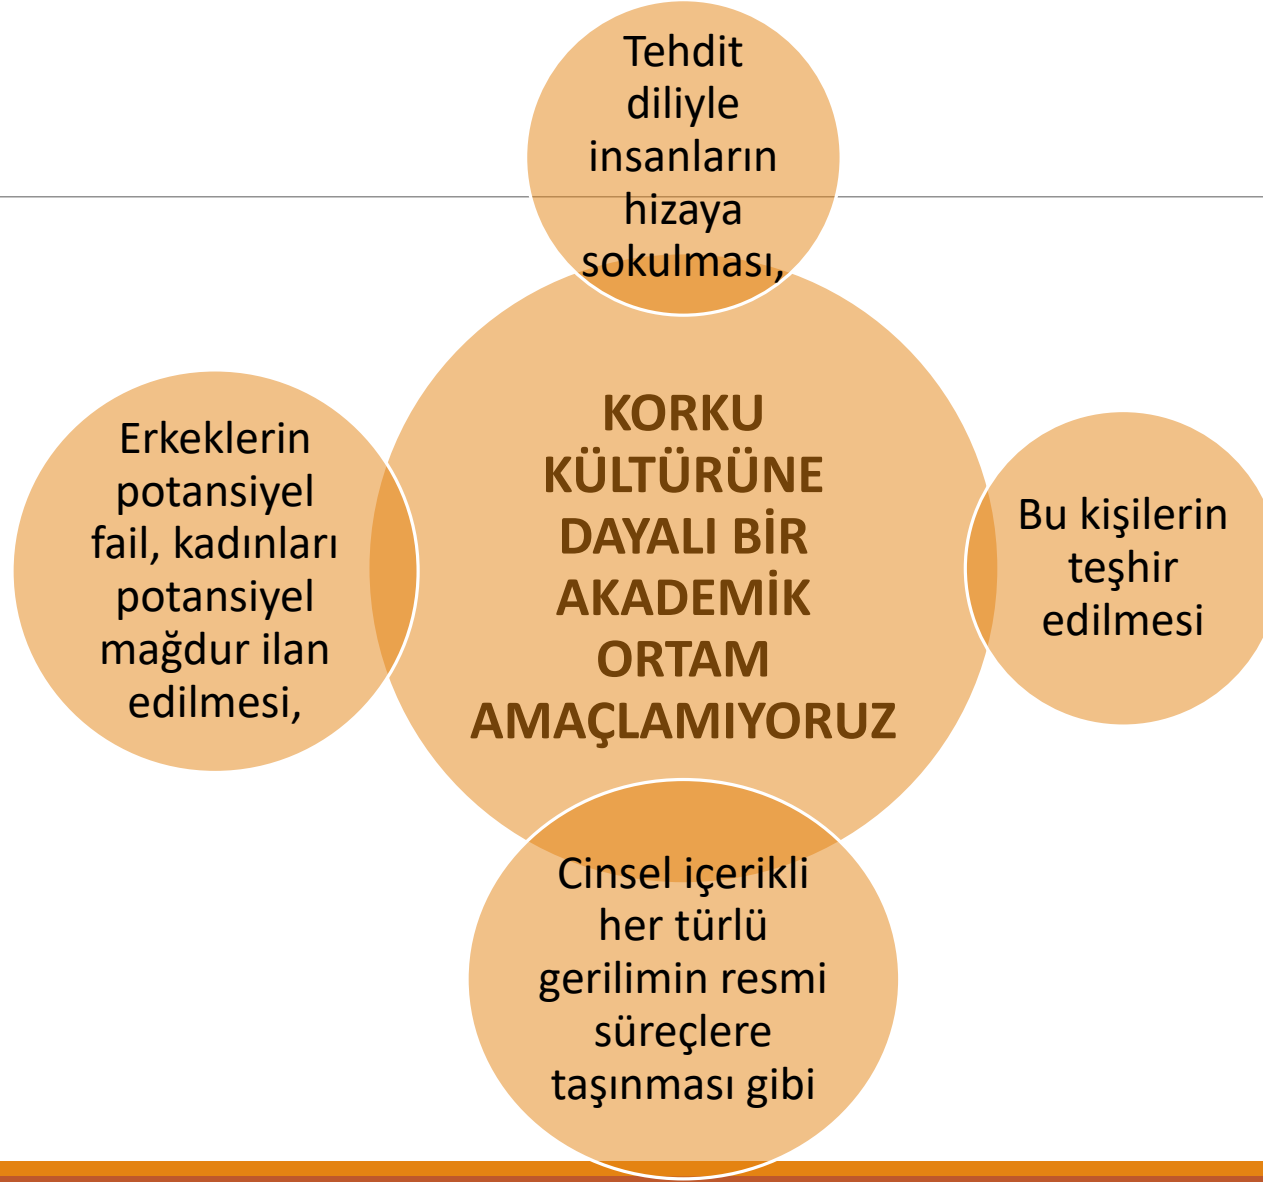 Tehdit
diliyle
insanların
hizaya
sokulması,
Erkeklerin
potansiyel
fail, kadınları
potansiyel
mağdur ilan
edilmesi,
KORKU
KÜLTÜRÜNE
DAYALI BİR
AKADEMİK
ORTAM
AMAÇLAMIYORUZ
Bu kişilerin
teşhir
edilmesi
Cinsel içerikli
her türlü
gerilimin resmi
süreçlere
taşınması gibi